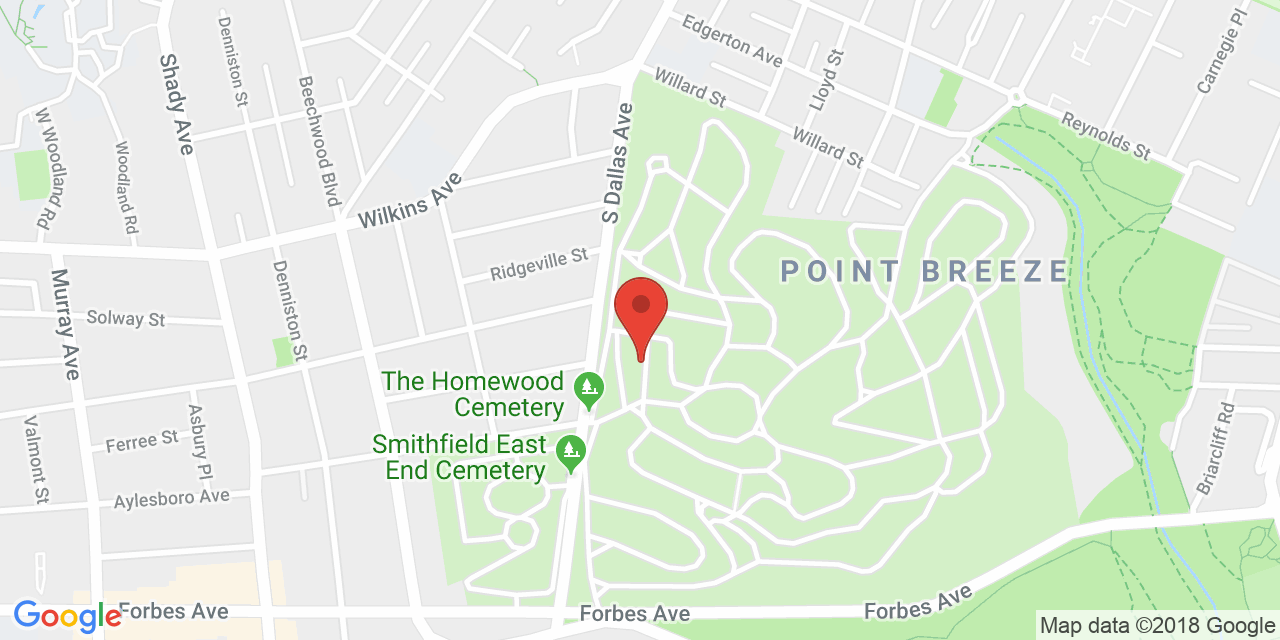 Denniston St
Shady Ave
Beechwood Blvd
W Woodland Rd
Woodland Rd
Wilkins Ave
S Dallas Ave
Edgerton Ave
Willard St
Lloyd St
Willard St
Carnegie Pl
Reynolds St
Ridgeville St
POINT BREEZE
Murray Ave
Solway St
Denniston St
The Homewood
Cemetery
Smithfield East
End Cemetery
Asbury Pl
Ferree St
Valmont St
Aylesboro Ave
Briarcliff Rd
Forbes Ave
Forbes Ave
Forbes Ave
Google
Map data ©2018 Google